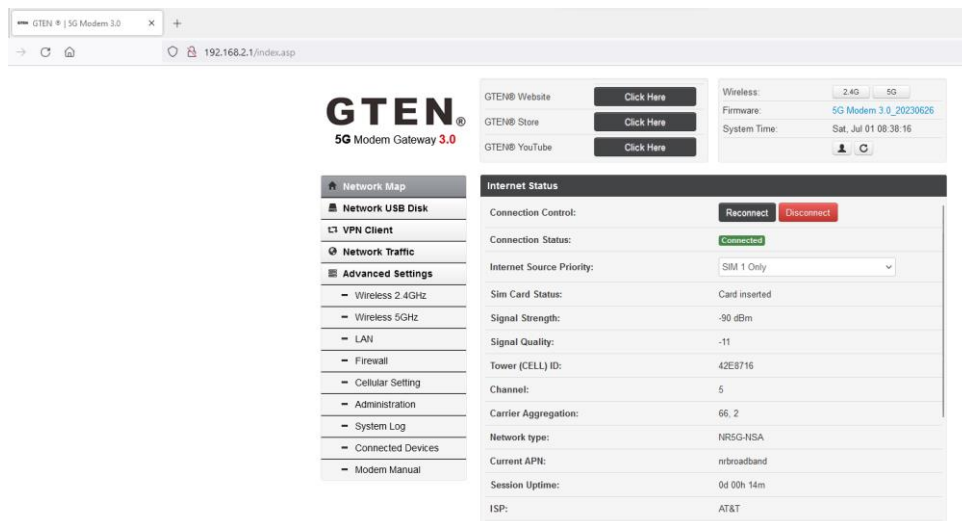 GTEN ® | 5G Modem 3.0
192.168.2.1/index.asp
GTEN®
5G Modem Gateway 3.0
GTEN® Website Click Here
GTEN® Store Click Here
GTEN® YouTube Click Here
Wireless: 2.4G 5G
Firmware: 5G Modem 3.0_20230626
System Time: Sat, Jul 01 08:38:16
Network Map
Network USB Disk
VPN Client
Network Traffic
Advanced Settings
Wireless 2.4GHz
Wireless 5GHz
LAN
Firewall
Cellular Setting
Administration
System Log
Connected Devices
Modem Manual
Internet Status
Connection Control: Reconnect Disconnect
Connection Status: Connected
Internet Source Priority: SIM 1 Only
Sim Card Status: Card inserted
Signal Strength: -90 dBm
Signal Quality: -11
Tower (CELL) ID: 42E8716
Channel: 5
Carrier Aggregation: 66, 2
Network type: NR5G-NSA
Current APN: nrbroadband
Session Uptime: 0d 00h 14m
ISP: AT&T